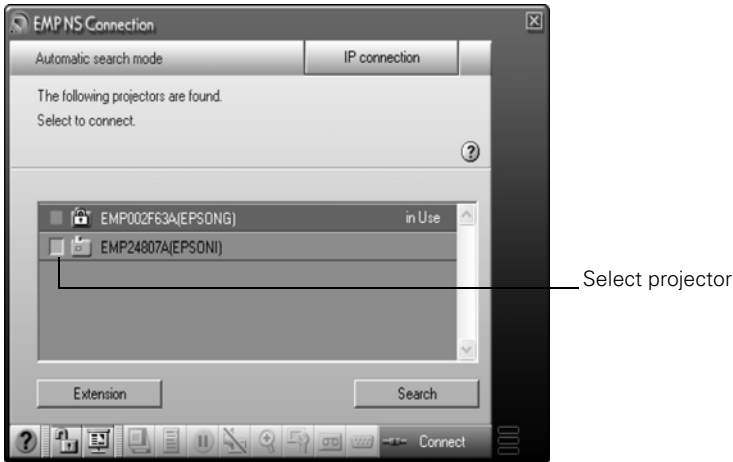 EMP NS Connection
Automatic search mode
IP connection
The following projectors are found.
Select to connect.
?
EMP002F63A(EPSONG) in Use
EMP24807A(EPSONI)
Select projector
Extension
Search
? Connect